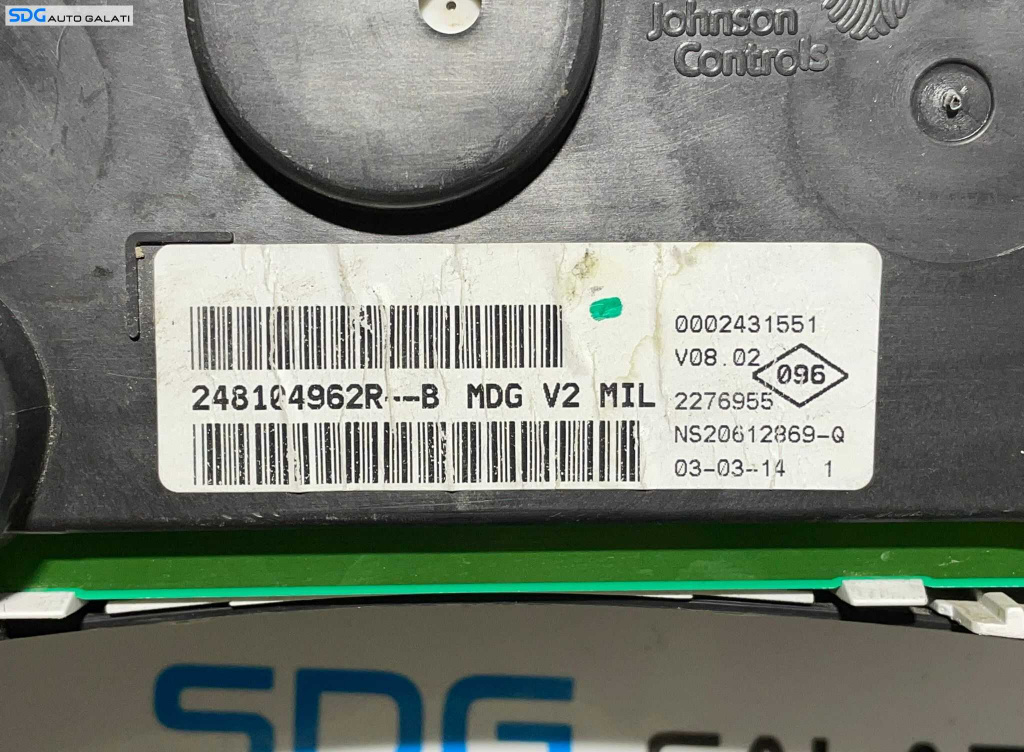 SDG AUTO GALATI
Johnson
Controls
248104962R--B MDG V2 MIL
0002431551
V08.02
096
2276955
NS20612869-Q
03-03-14 1
SDG